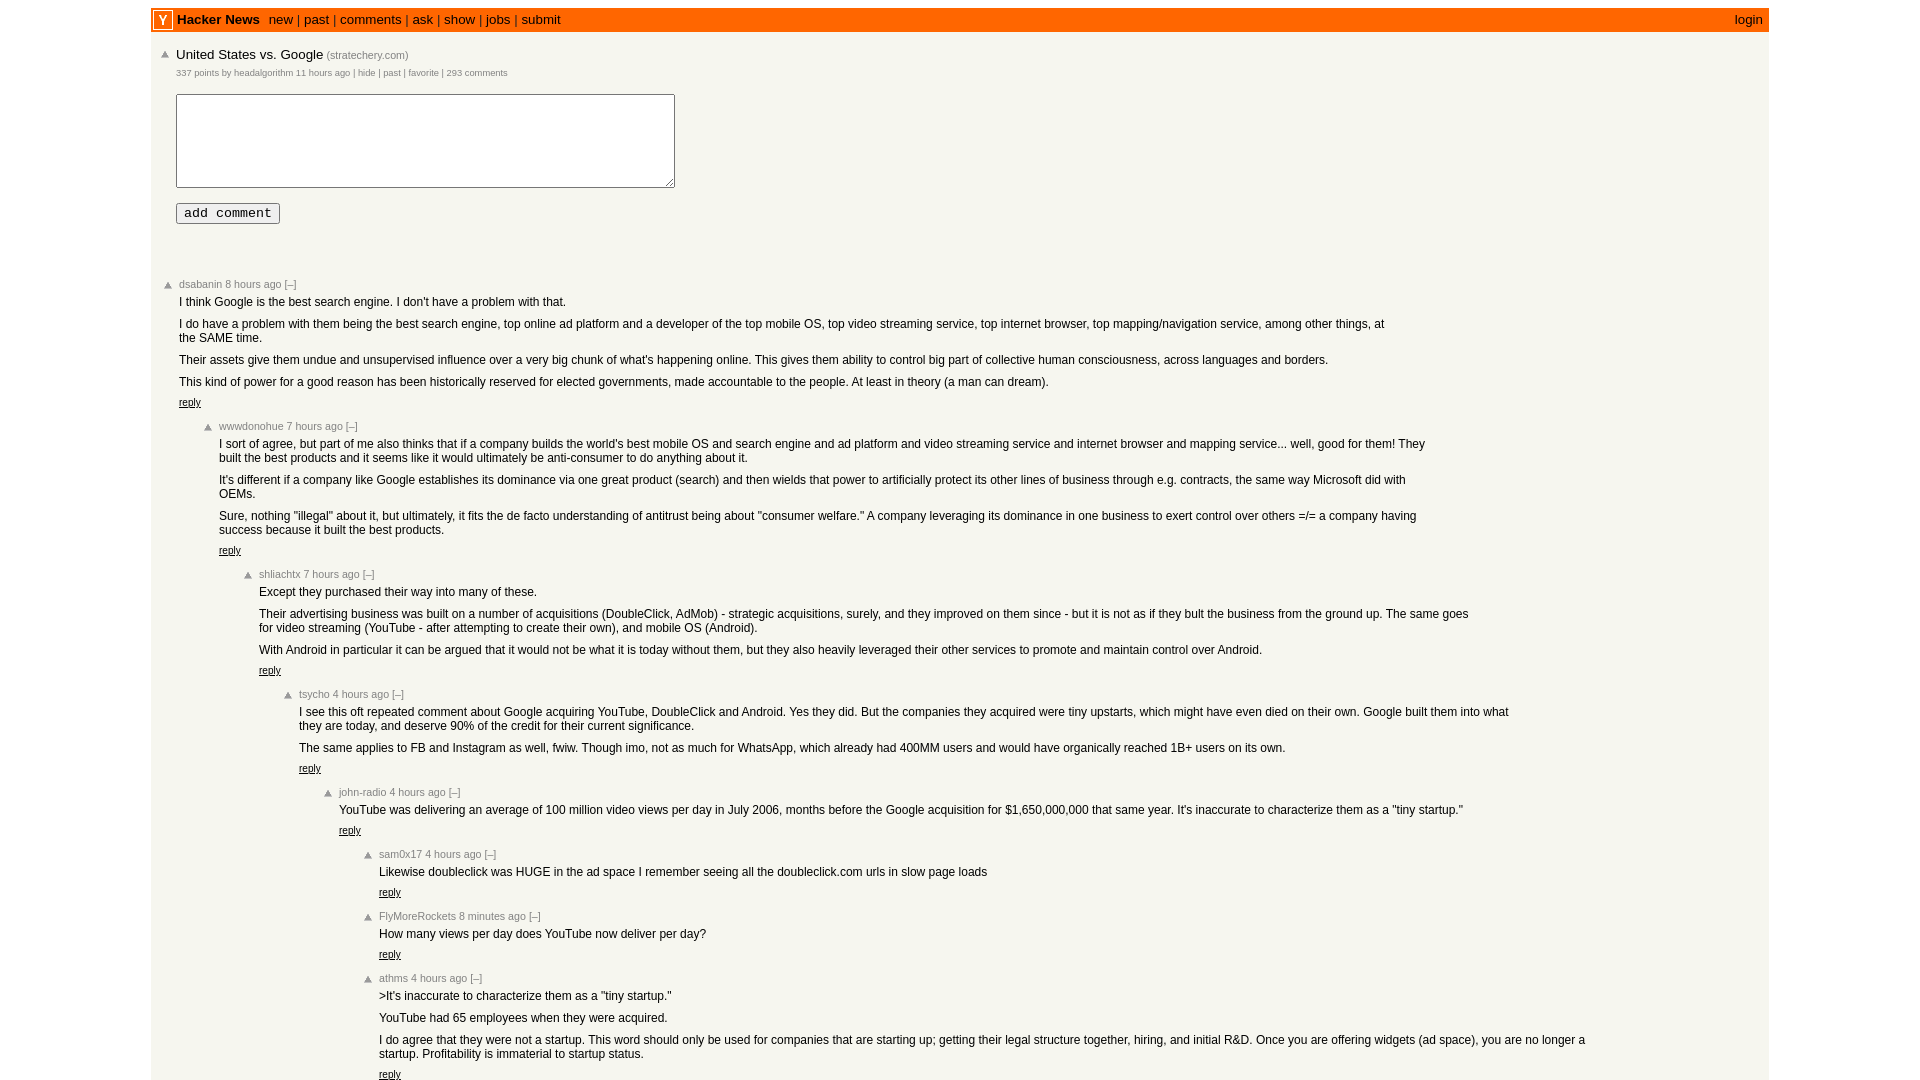 Y Hacker News new | past | comments | ask | show | jobs | submit login
United States vs. Google (stratechery.com)
337 points by headalgorithm 11 hours ago | hide | past | favorite | 293 comments
add comment
dsabanin 8 hours ago [–]
I think Google is the best search engine. I don't have a problem with that.
I do have a problem with them being the best search engine, top online ad platform and a developer of the top mobile OS, top video streaming service, top internet browser, top mapping/navigation service, among other things, at
the SAME time.
Their assets give them undue and unsupervised influence over a very big chunk of what's happening online. This gives them ability to control big part of collective human consciousness, across languages and borders.
This kind of power for a good reason has been historically reserved for elected governments, made accountable to the people. At least in theory (a man can dream).
reply
wwwdonohue 7 hours ago [–]
I sort of agree, but part of me also thinks that if a company builds the world's best mobile OS and search engine and ad platform and video streaming service and internet browser and mapping service... well, good for them! They
built the best products and it seems like it would ultimately be anti-consumer to do anything about it.
It's different if a company like Google establishes its dominance via one great product (search) and then wields that power to artificially protect its other lines of business through e.g. contracts, the same way Microsoft did with
OEMs.
Sure, nothing "illegal" about it, but ultimately, it fits the de facto understanding of antitrust being about "consumer welfare." A company leveraging its dominance in one business to exert control over others =/= a company having
success because it built the best products.
reply
shliachtx 7 hours ago [–]
Except they purchased their way into many of these.
Their advertising business was built on a number of acquisitions (DoubleClick, AdMob) - strategic acquisitions, surely, and they improved on them since - but it is not as if they bult the business from the ground up. The same goes
for video streaming (YouTube - after attempting to create their own), and mobile OS (Android).
With Android in particular it can be argued that it would not be what it is today without them, but they also heavily leveraged their other services to promote and maintain control over Android.
reply
tsycho 4 hours ago [–]
I see this oft repeated comment about Google acquiring YouTube, DoubleClick and Android. Yes they did. But the companies they acquired were tiny upstarts, which might have even died on their own. Google built them into what
they are today, and deserve 90% of the credit for their current significance.
The same applies to FB and Instagram as well, fwiw. Though imo, not as much for WhatsApp, which already had 400MM users and would have organically reached 1B+ users on its own.
reply
john-radio 4 hours ago [–]
YouTube was delivering an average of 100 million video views per day in July 2006, months before the Google acquisition for $1,650,000,000 that same year. It's inaccurate to characterize them as a "tiny startup."
reply
sam0x17 4 hours ago [–]
Likewise doubleclick was HUGE in the ad space I remember seeing all the doubleclick.com urls in slow page loads
reply
FlyMoreRockets 8 minutes ago [–]
How many views per day does YouTube now deliver per day?
reply
athms 4 hours ago [–]
>It's inaccurate to characterize them as a "tiny startup."
YouTube had 65 employees when they were acquired.
I do agree that they were not a startup. This word should only be used for companies that are starting up; getting their legal structure together, hiring, and initial R&D. Once you are offering widgets (ad space), you are no longer a
startup. Profitability is immaterial to startup status.
reply